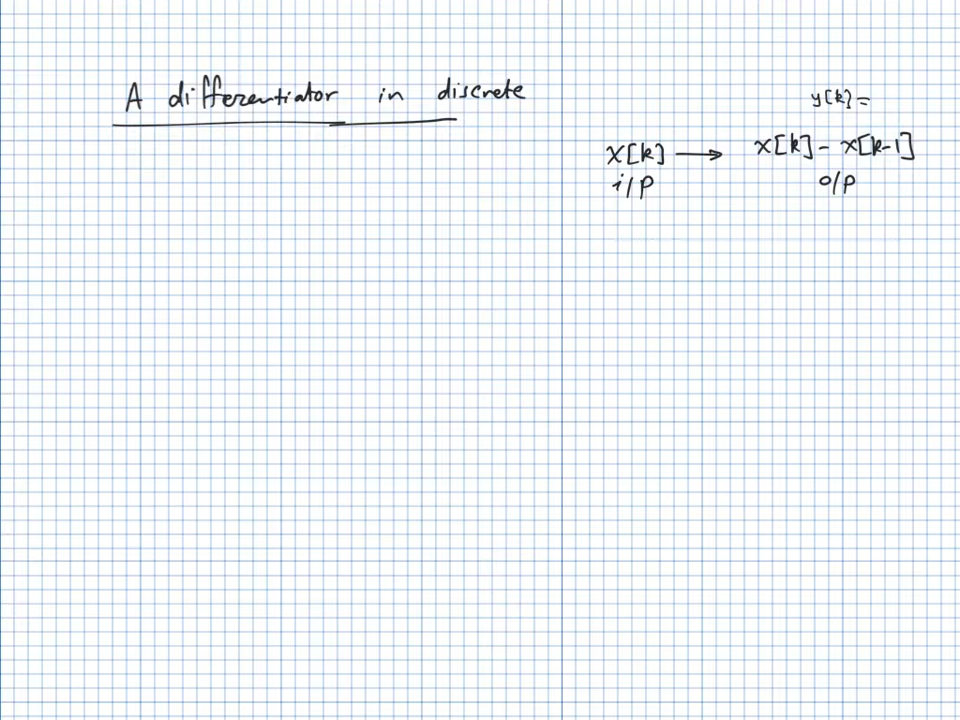 A differentiator in discrete
y[k] =
x[k] → x[k] - x[k-1]
i/p o/p